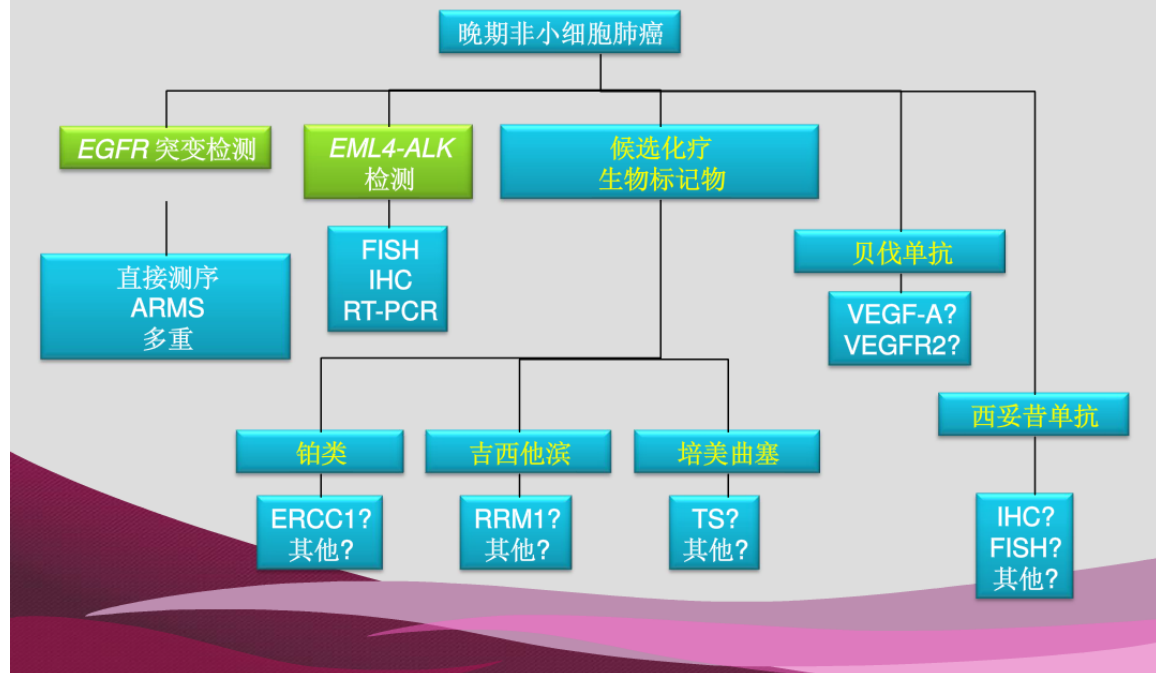 晚期非小细胞肺癌
EGFR 突变检测
EML4-ALK
检测
候选化疗
生物标记物
直接测序
ARMS
多重
FISH
IHC
RT-PCR
贝伐单抗
VEGF-A?
VEGFR2?
西妥昔单抗
铂类
吉西他滨
培美曲塞
ERCC1?
其他?
RRM1?
其他?
TS?
其他?
IHC?
FISH?
其他?